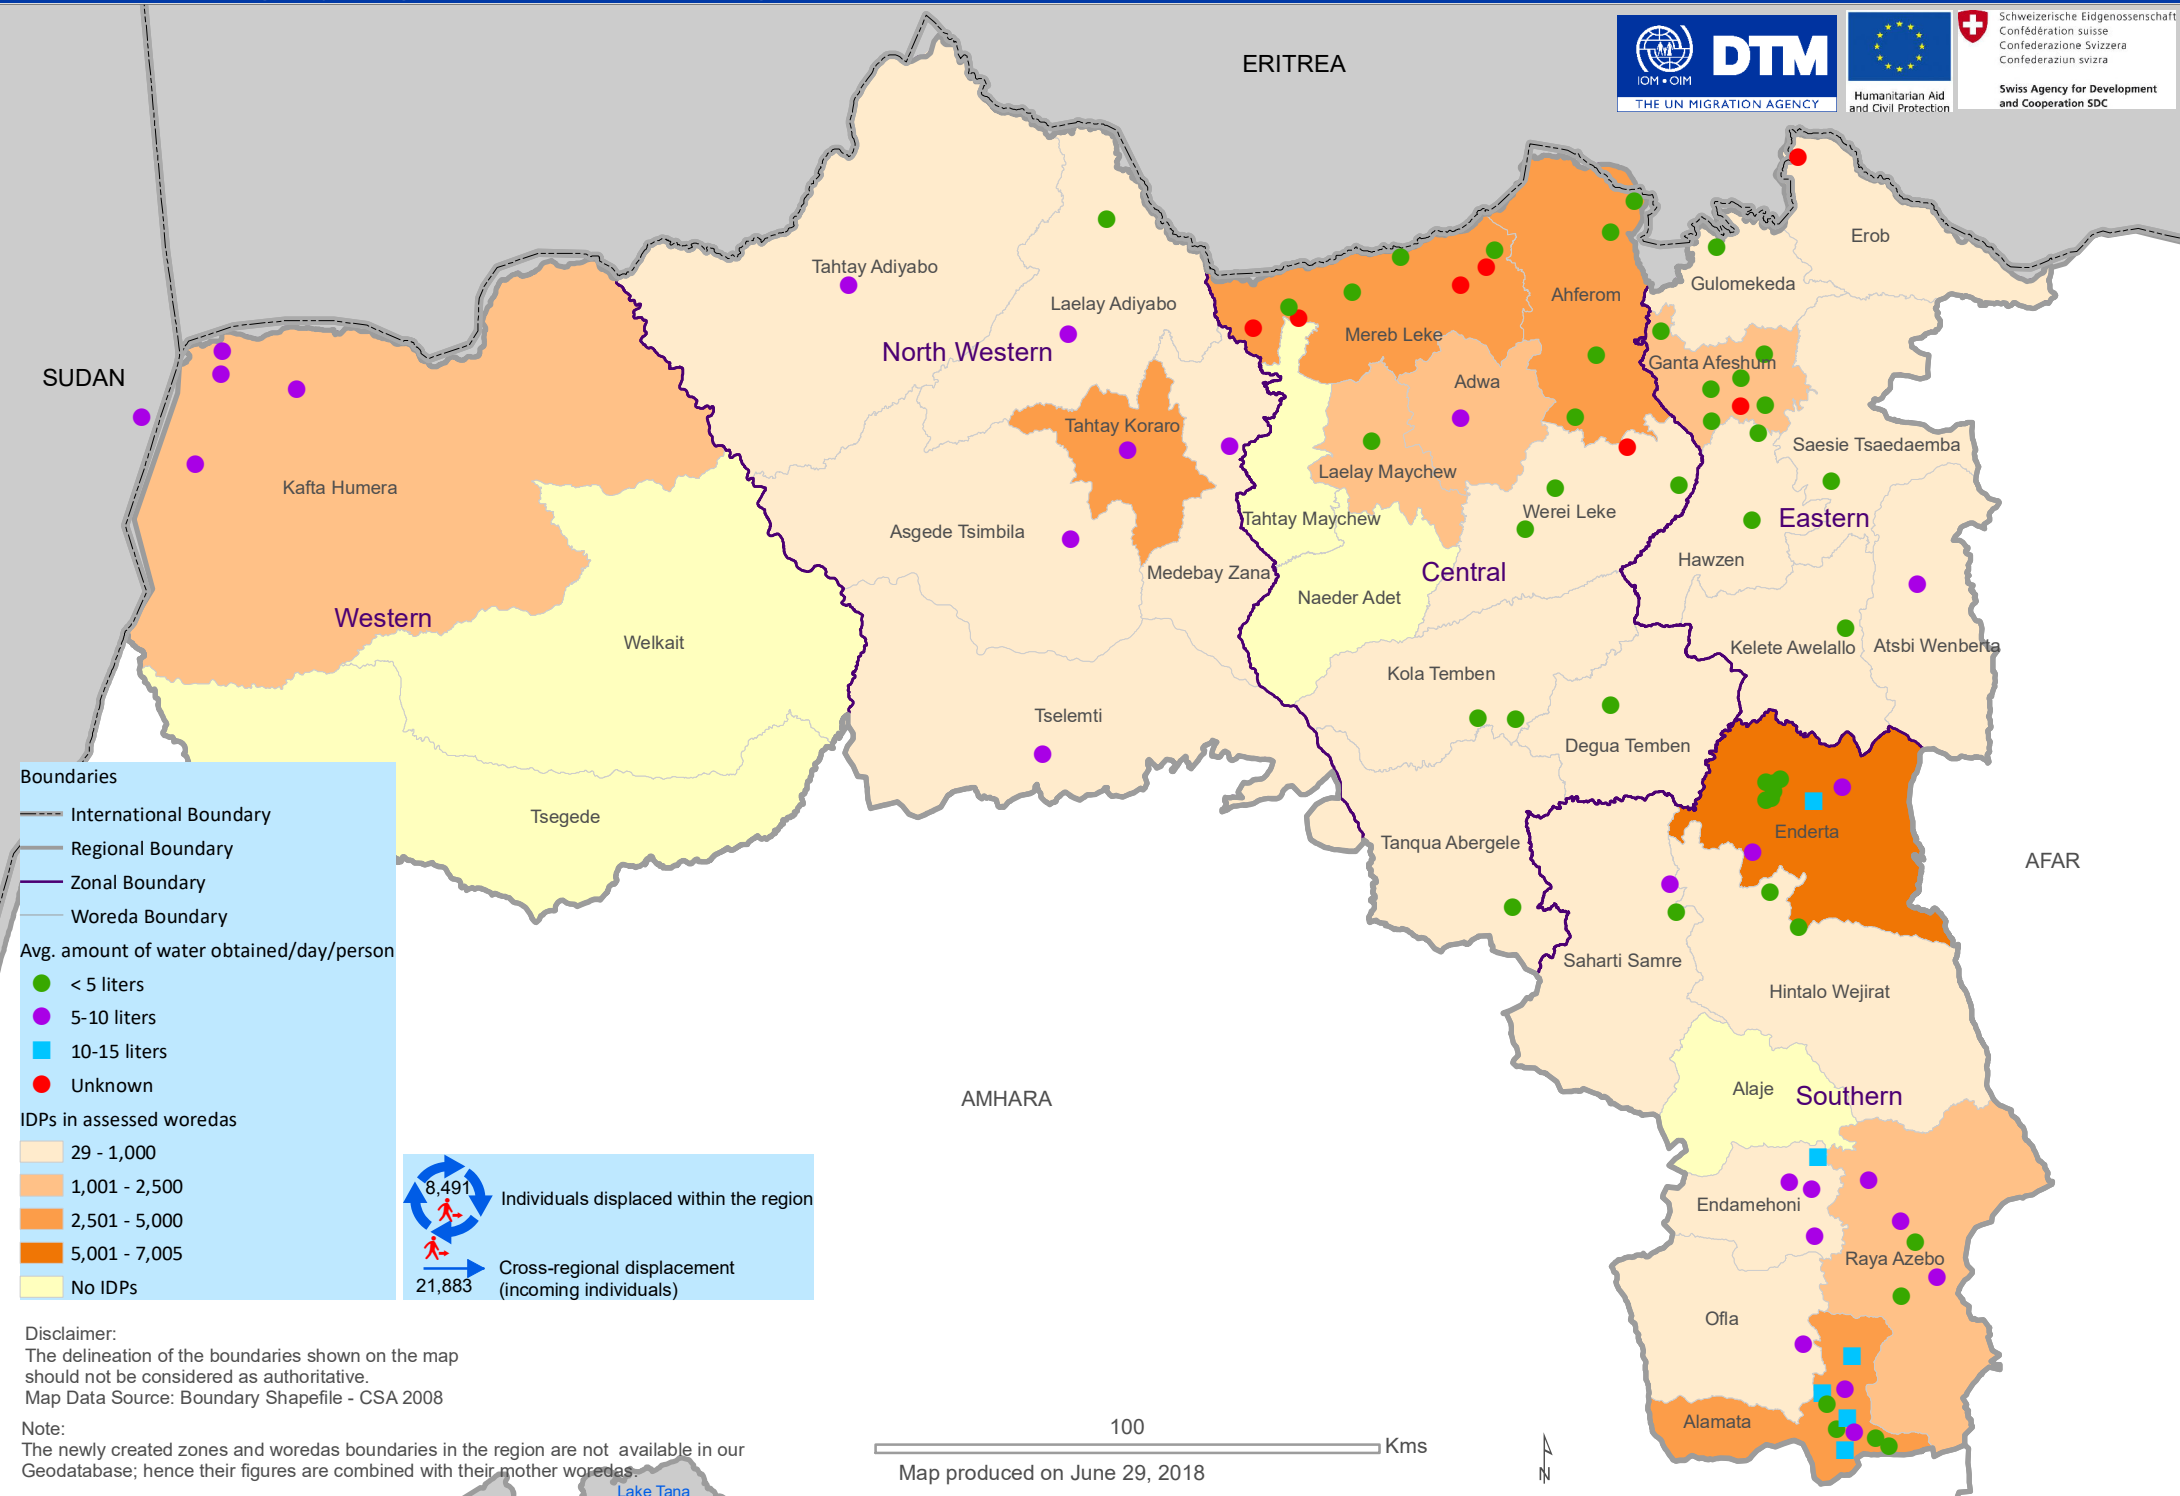 ERITREA
IOM • OIM
DTM
THE UN MIGRATION AGENCY
Humanitarian Aid
and Civil Protection
Schweizerische Eidgenossenschaft
Confédération suisse
Confederazione Svizzera
Confederaziun svizra
Swiss Agency for Development
and Cooperation SDC
Erob
Tahtay Adiyabo
Gulomekeda
Ahferom
Laelay Adiyabo
Mereb Leke
North Western
Ganta Afeshum
SUDAN
Adwa
Tahtay Koraro
Saesie Tsaedaemba
Laelay Maychew
Kafta Humera
Werei Leke
Tahtay Maychew
Eastern
Asgede Tsimbila
Hawzen
Medebay Zana
Central
Naeder Adet
Western
Welkait
Kelete Awelallo
Atsbi Wenberta
Kola Temben
Tselemti
Degua Temben
Tsegede
Enderta
Tanqua Abergele
AFAR
Saharti Samre
Hintalo Wejirat
Alaje
Southern
AMHARA
Endamehoni
Raya Azebo
Ofla
Alamata
Boundaries
International Boundary
Regional Boundary
Zonal Boundary
Woreda Boundary
Avg. amount of water obtained/day/person
< 5 liters
5-10 liters
10-15 liters
Unknown
IDPs in assessed woredas
29 - 1,000
1,001 - 2,500
2,501 - 5,000
5,001 - 7,005
No IDPs
8,491
Individuals displaced within the region
21,883
Cross-regional displacement
(incoming individuals)
Disclaimer:
The delineation of the boundaries shown on the map
should not be considered as authoritative.
Map Data Source: Boundary Shapefile - CSA 2008
Note:
The newly created zones and woredas boundaries in the region are not available in our
Geodatabase; hence their figures are combined with their mother woredas.
Lake Tana
100
Kms
Map produced on June 29, 2018
N